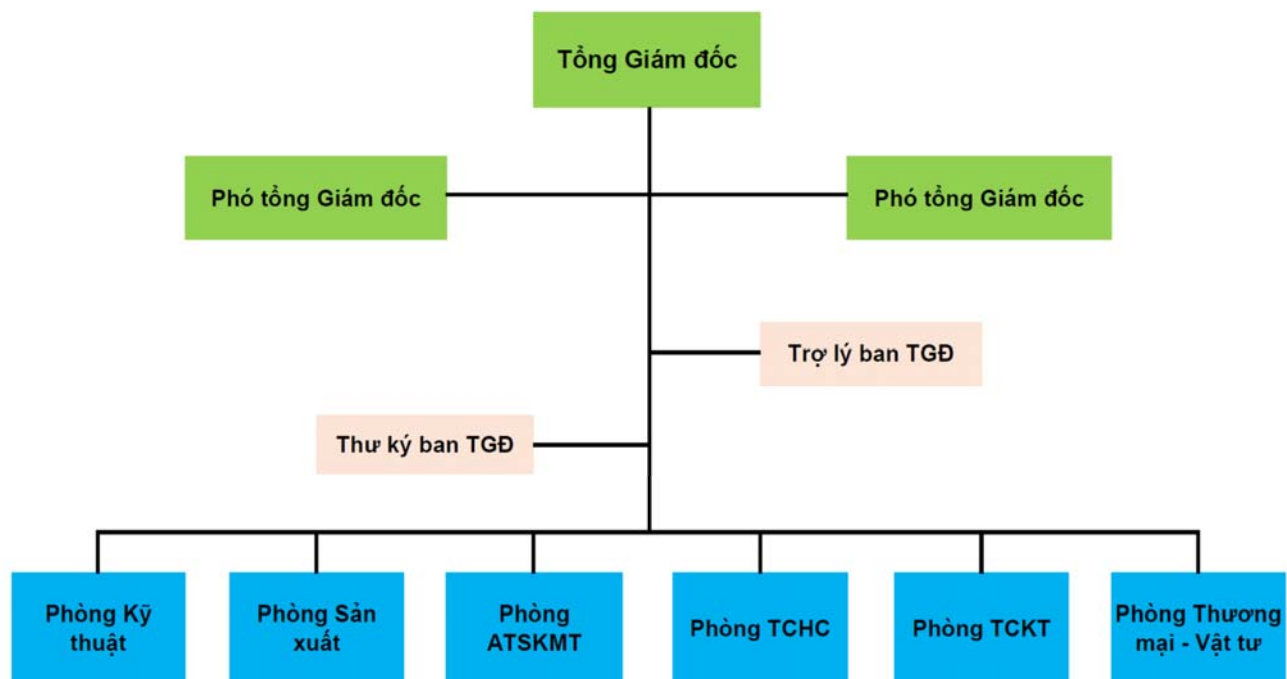 Tổng Giám đốc
Phó tổng Giám đốc
Phó tổng Giám đốc
Trợ lý ban TGĐ
Thư ký ban TGĐ
Phòng Kỹ
thuật
Phòng Sản
xuất
Phòng
ATSKMT
Phòng TCHC
Phòng TCKT
Phòng Thương
mại - Vật tư